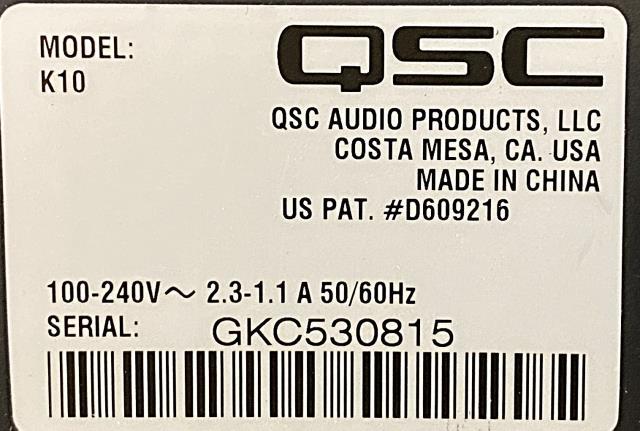 MODEL:
K10
QSC
QSC AUDIO PRODUCTS, LLC
COSTA MESA, CA. USA
MADE IN CHINA
US PAT. #D609216
100-240V～ 2.3-1.1 A 50/60Hz
SERIAL: GKC530815